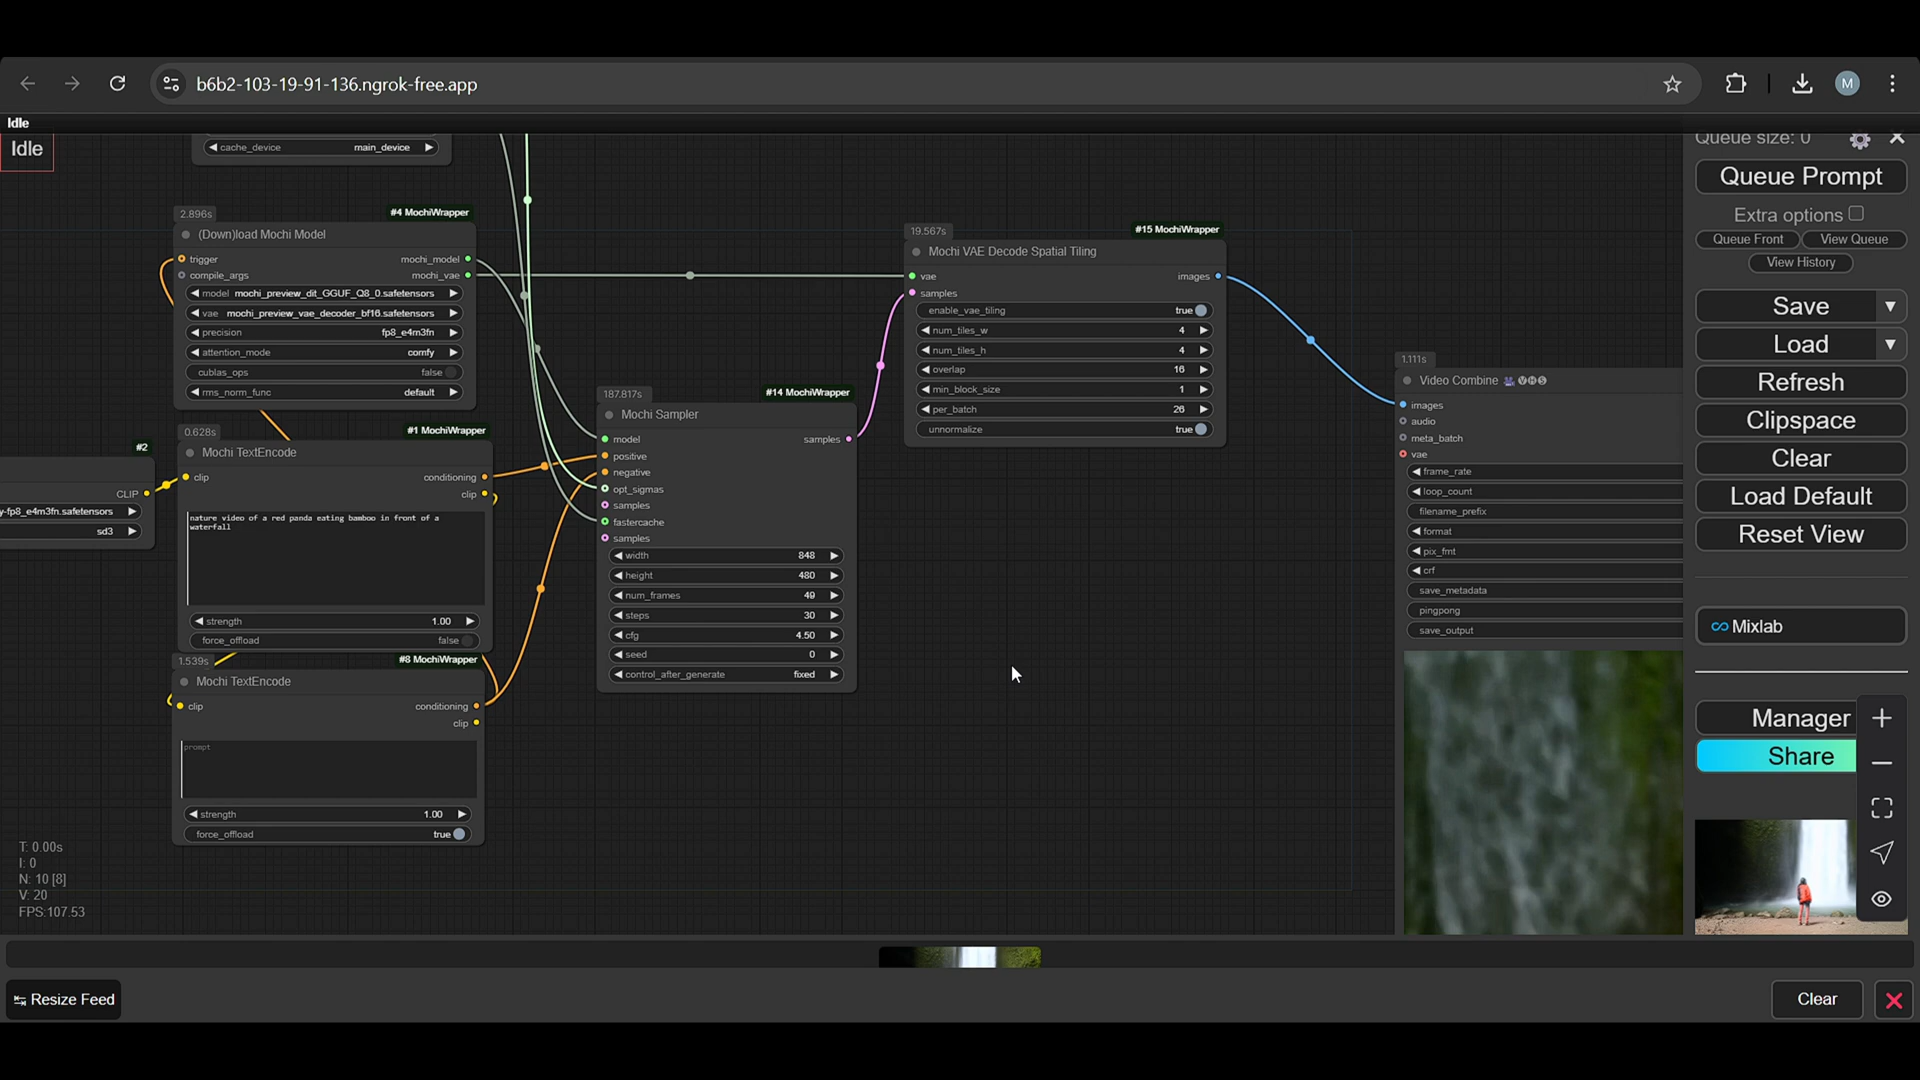 b6b2-103-19-91-136.ngrok-free.app
M
Idle
Idle
cache_device main_device
2.896s
#4 MochiWrapper
(Down)load Mochi Model
trigger mochi_model
compile_args mochi_vae
model mochi_preview_dit_GGUF_Q8_0.safetensors
vae mochi_preview_vae_decoder_bf16.safetensors
precision fp8_e4m3fn
attention_mode comfy
cublas_ops false
rms_norm_func default
#2
CLIP
y-fp8_e4m3fn.safetensors
sd3
0.628s
#1 MochiWrapper
Mochi TextEncode
clip conditioning
clip
nature video of a red panda eating bamboo in front of a
waterfall
strength 1.00
force_offload false
1.539s
#8 MochiWrapper
Mochi TextEncode
clip conditioning
clip
prompt
strength 1.00
force_offload true
187.817s
#14 MochiWrapper
Mochi Sampler
model samples
positive
negative
opt_sigmas
samples
fastercache
samples
width 848
height 480
num_frames 49
steps 30
cfg 4.50
seed 0
control_after_generate fixed
19.567s
#15 MochiWrapper
Mochi VAE Decode Spatial Tiling
vae images
samples
enable_vae_tiling true
num_tiles_w 4
num_tiles_h 4
overlap 16
min_block_size 1
per_batch 26
unnormalize true
1.111s
Video Combine 🎥🅥🅗🅢
images
audio
meta_batch
vae
frame_rate
loop_count
filename_prefix
format
pix_fmt
crf
save_metadata
pingpong
save_output
Queue size: 0
Queue Prompt
Extra options
Queue Front View Queue
View History
Save
Load
Refresh
Clipspace
Clear
Load Default
Reset View
Mixlab
Manager
Share
T: 0.00s
I: 0
N: 10 [8]
V: 20
FPS:107.53
Resize Feed
Clear